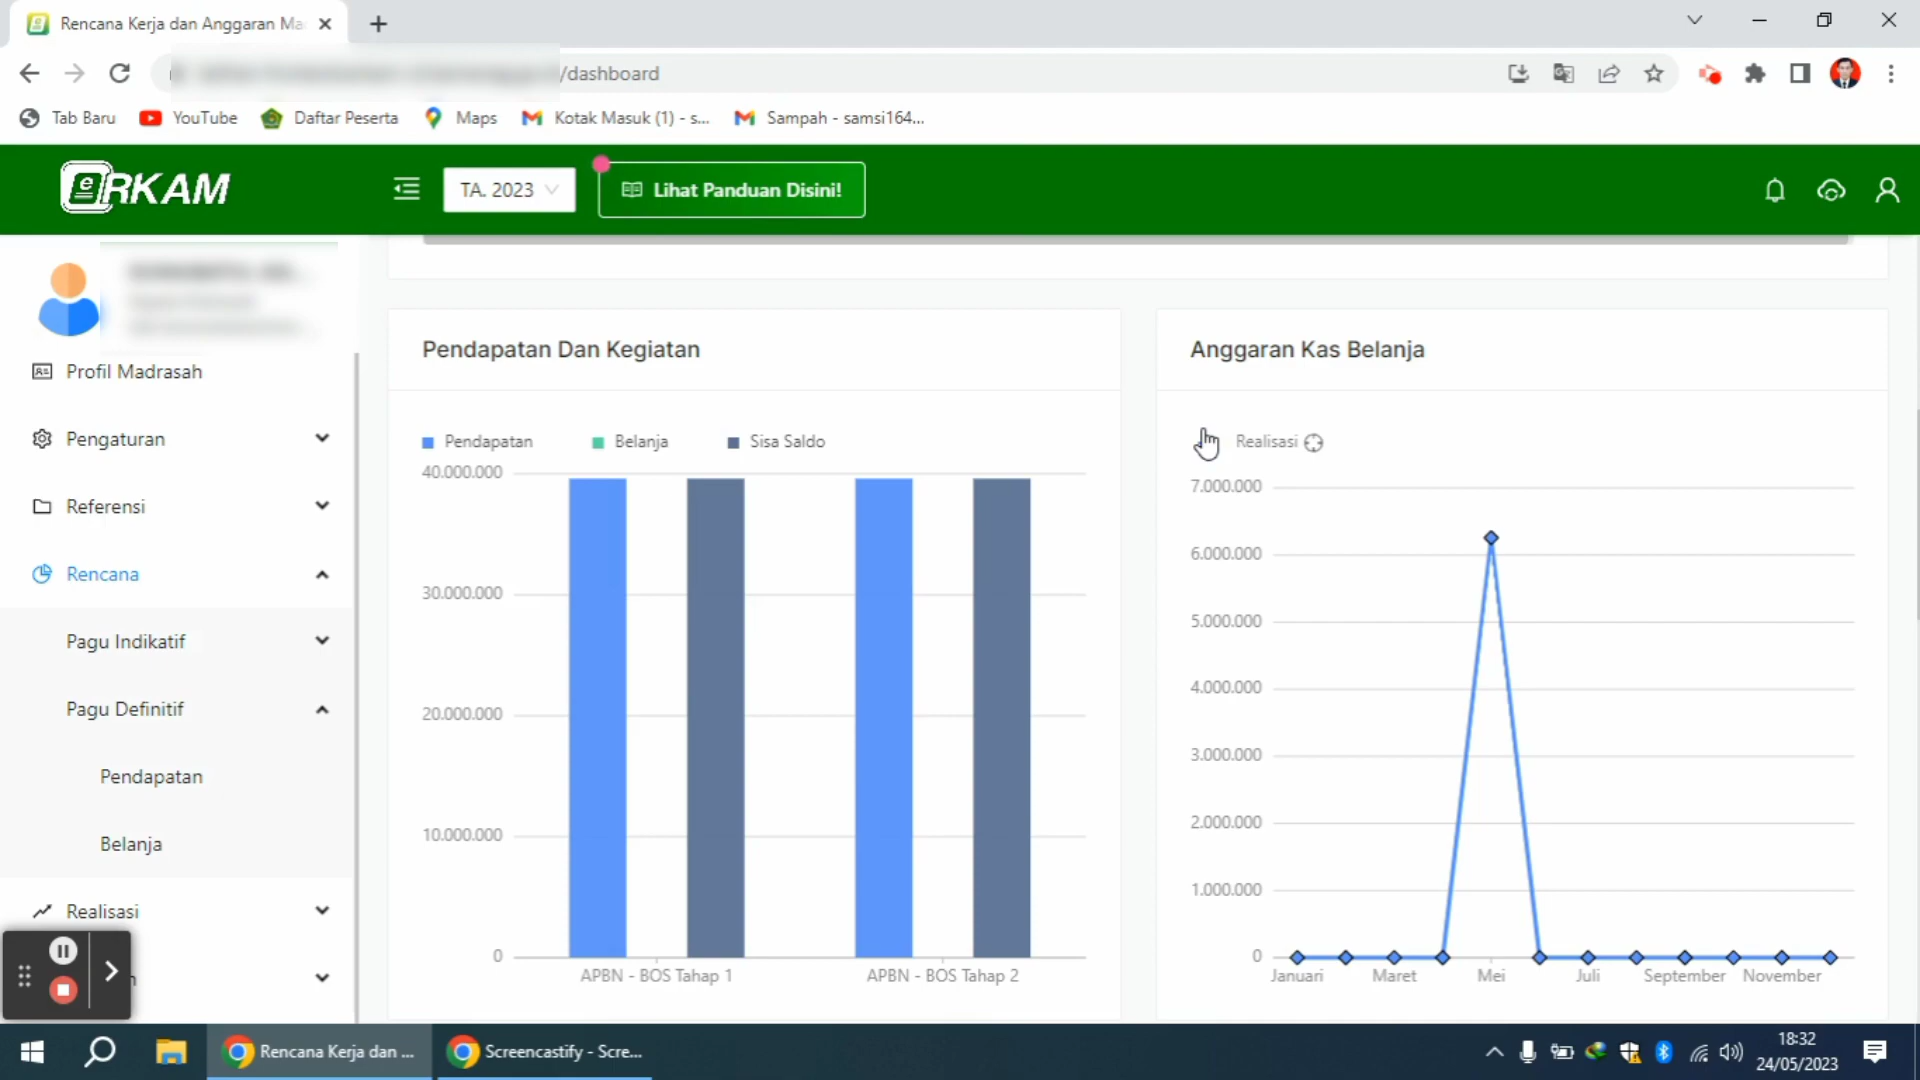 Rencana Kerja dan Anggaran Ma
/dashboard
Tab Baru
YouTube
Daftar Peserta
Maps
Kotak Masuk (1) - s...
Sampah - samsi164...
eRKAM
TA. 2023
Lihat Panduan Disini!
Profil Madrasah
Pengaturan
Referensi
Rencana
Pagu Indikatif
Pagu Definitif
Pendapatan
Belanja
Realisasi
Pendapatan Dan Kegiatan
Pendapatan
Belanja
Sisa Saldo
40.000.000
30.000.000
20.000.000
10.000.000
0
APBN - BOS Tahap 1
APBN - BOS Tahap 2
Anggaran Kas Belanja
Realisasi
7.000.000
6.000.000
5.000.000
4.000.000
3.000.000
2.000.000
1.000.000
0
Januari
Maret
Mei
Juli
September
November
Rencana Kerja dan ...
Screencastify - Scre...
18:32
24/05/2023